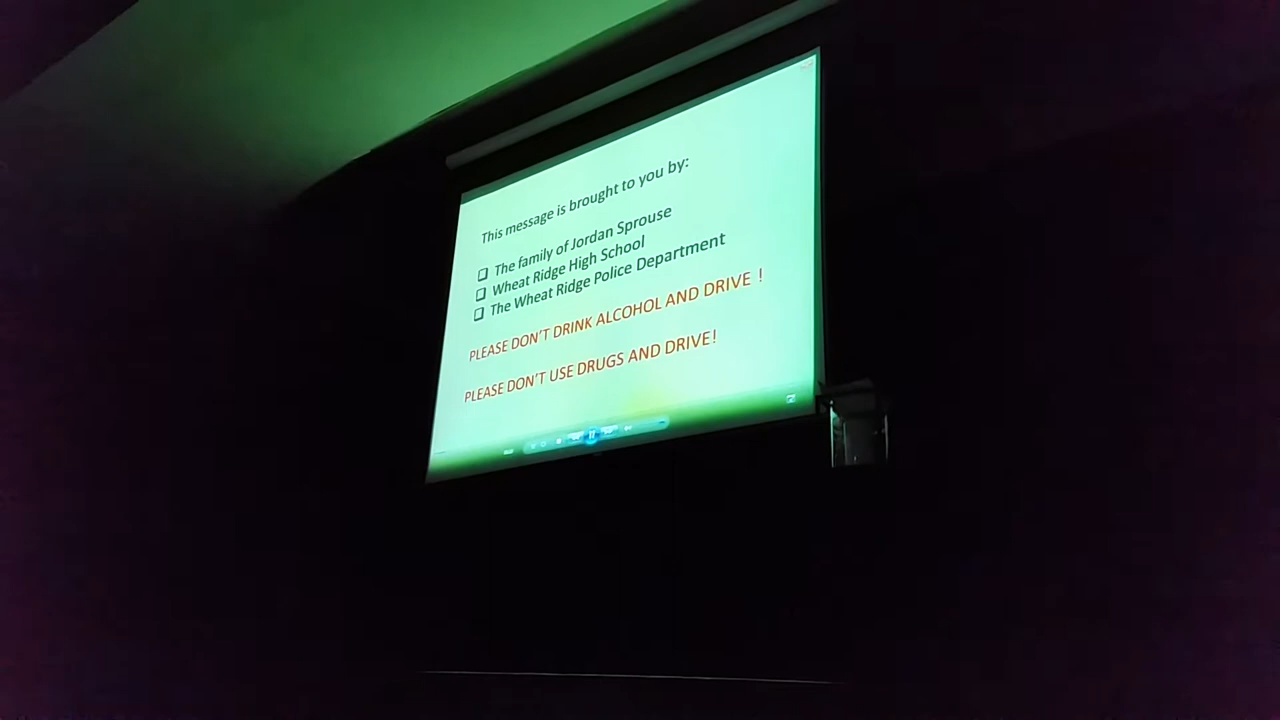 This message is brought to you by:
The family of Jordan Sprouse
Wheat Ridge High School
The Wheat Ridge Police Department
PLEASE DON'T DRINK ALCOHOL AND DRIVE !
PLEASE DON'T USE DRUGS AND DRIVE!